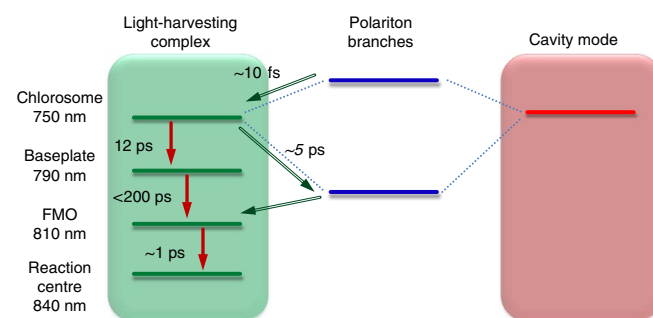 Light-harvesting
complex
Polariton
branches
Cavity mode
~10 fs
Chlorosome
750 nm
12 ps
~5 ps
Baseplate
790 nm
<200 ps
FMO
810 nm
~1 ps
Reaction
centre
840 nm